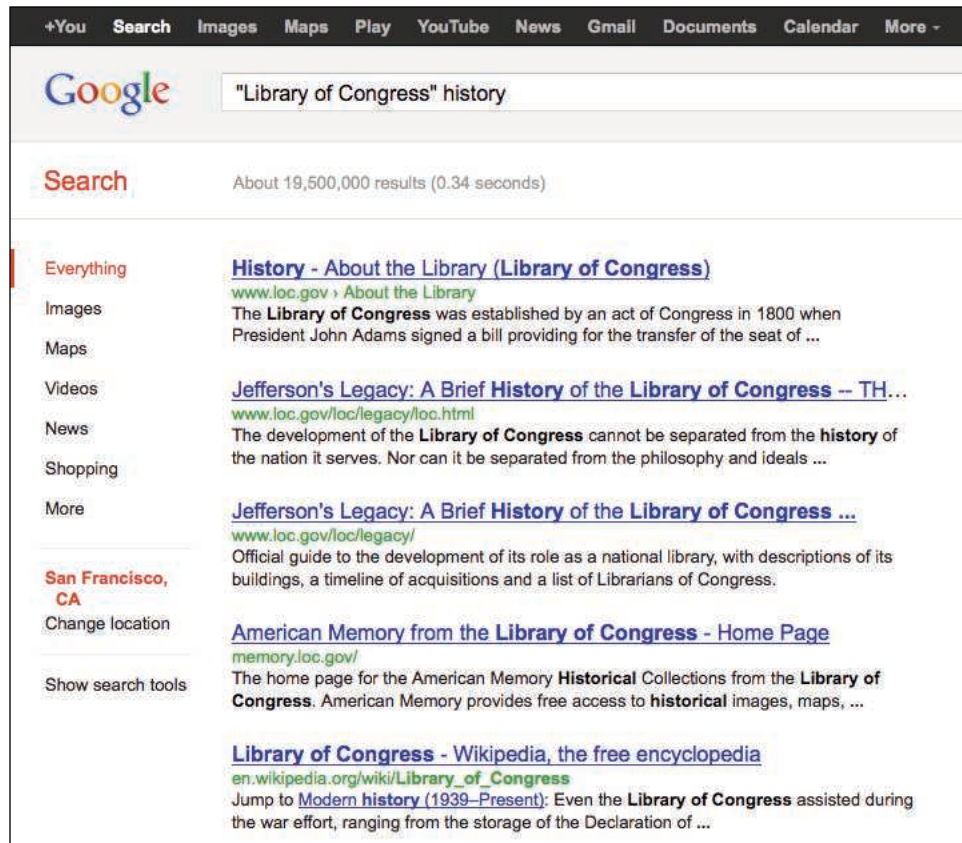 +You Search Images Maps Play YouTube News Gmail Documents Calendar More
Google
"Library of Congress" history
Search
About 19,500,000 results (0.34 seconds)
Everything
Images
Maps
Videos
News
Shopping
More
San Francisco,
CA
Change location
Show search tools
History - About the Library (Library of Congress)
www.loc.gov › About the Library
The Library of Congress was established by an act of Congress in 1800 when
President John Adams signed a bill providing for the transfer of the seat of ...
Jefferson's Legacy: A Brief History of the Library of Congress -- TH...
www.loc.gov/loc/legacy/loc.html
The development of the Library of Congress cannot be separated from the history of
the nation it serves. Nor can it be separated from the philosophy and ideals ...
Jefferson's Legacy: A Brief History of the Library of Congress ...
www.loc.gov/loc/legacy/
Official guide to the development of its role as a national library, with descriptions of its
buildings, a timeline of acquisitions and a list of Librarians of Congress.
American Memory from the Library of Congress - Home Page
memory.loc.gov/
The home page for the American Memory Historical Collections from the Library of
Congress. American Memory provides free access to historical images, maps, ...
Library of Congress - Wikipedia, the free encyclopedia
en.wikipedia.org/wiki/Library_of_Congress
Jump to Modern history (1939–Present): Even the Library of Congress assisted during
the war effort, ranging from the storage of the Declaration of ...